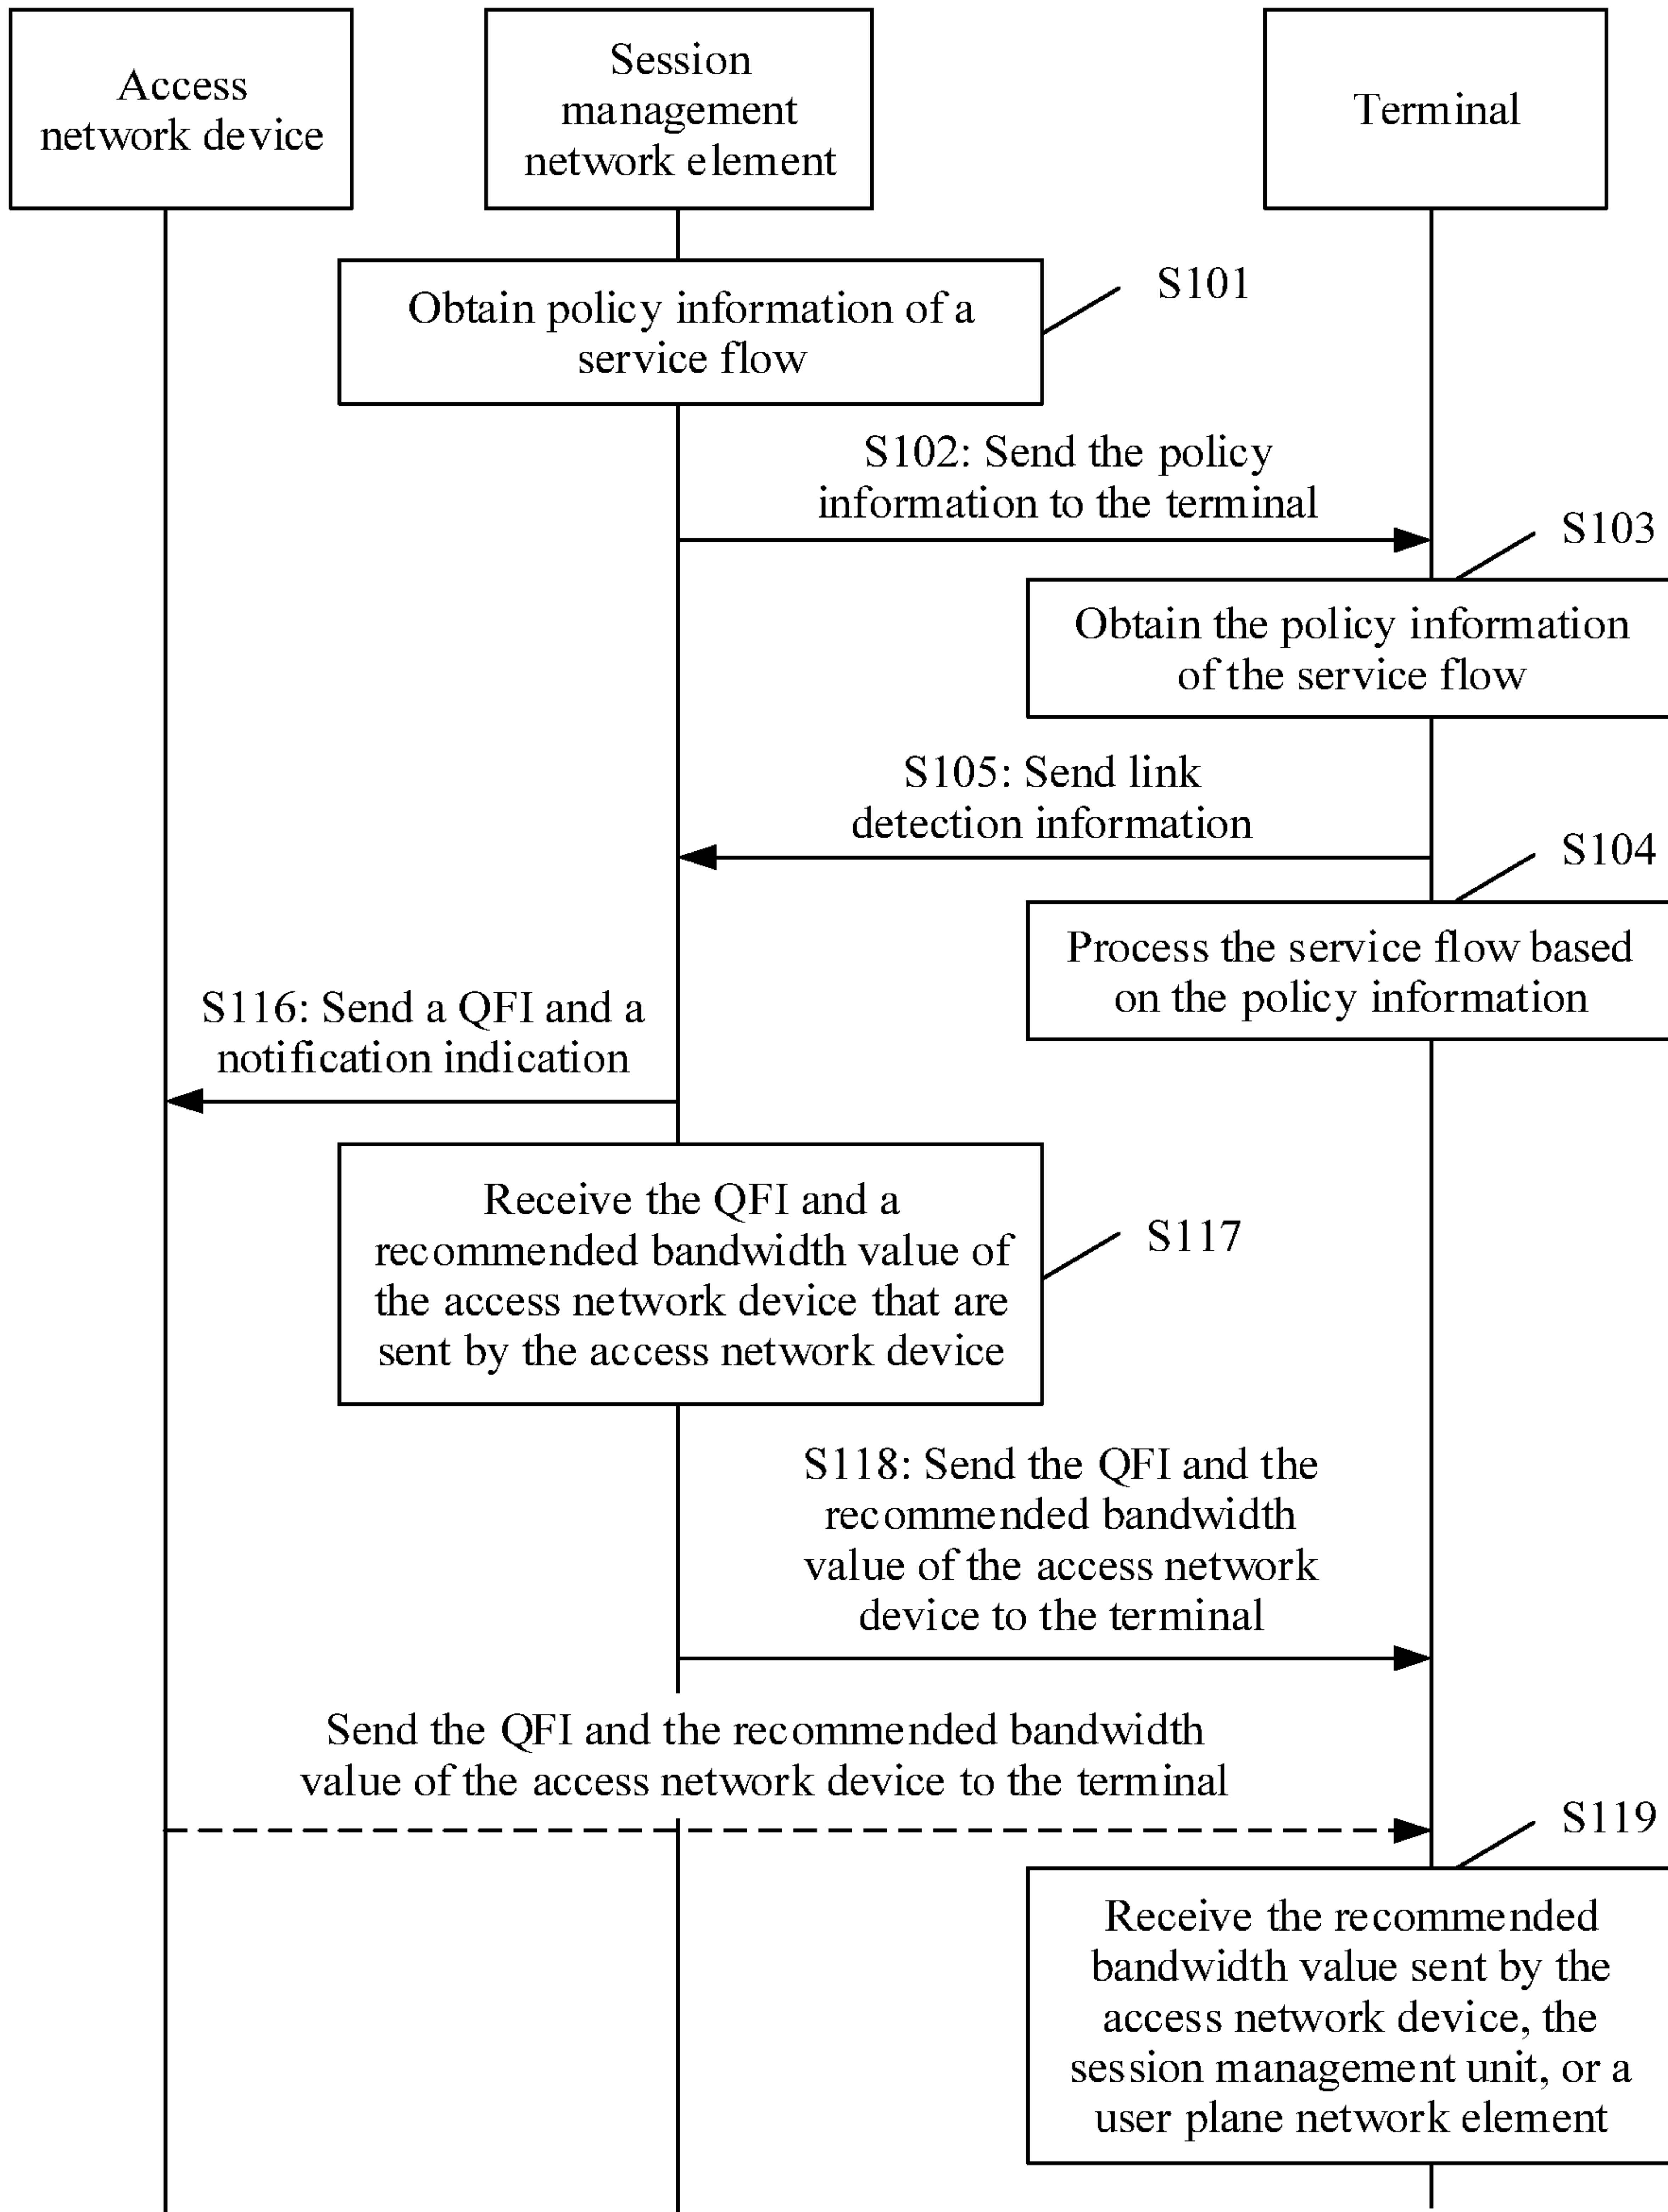 Access
network device
Session
management
network element
Terminal
Obtain policy information of a
service flow
S101
S102: Send the policy
information to the terminal
S103
Obtain the policy information
of the service flow
S105: Send link
detection information
S104
Process the service flow based
on the policy information
S116: Send a QFI and a
notification indication
Receive the QFI and a
recommended bandwidth value of
the access network device that are
sent by the access network device
S117
S118: Send the QFI and the
recommended bandwidth
value of the access network
device to the terminal
Send the QFI and the recommended bandwidth
value of the access network device to the terminal
S119
Receive the recommended
bandwidth value sent by the
access network device, the
session management unit, or a
user plane network element